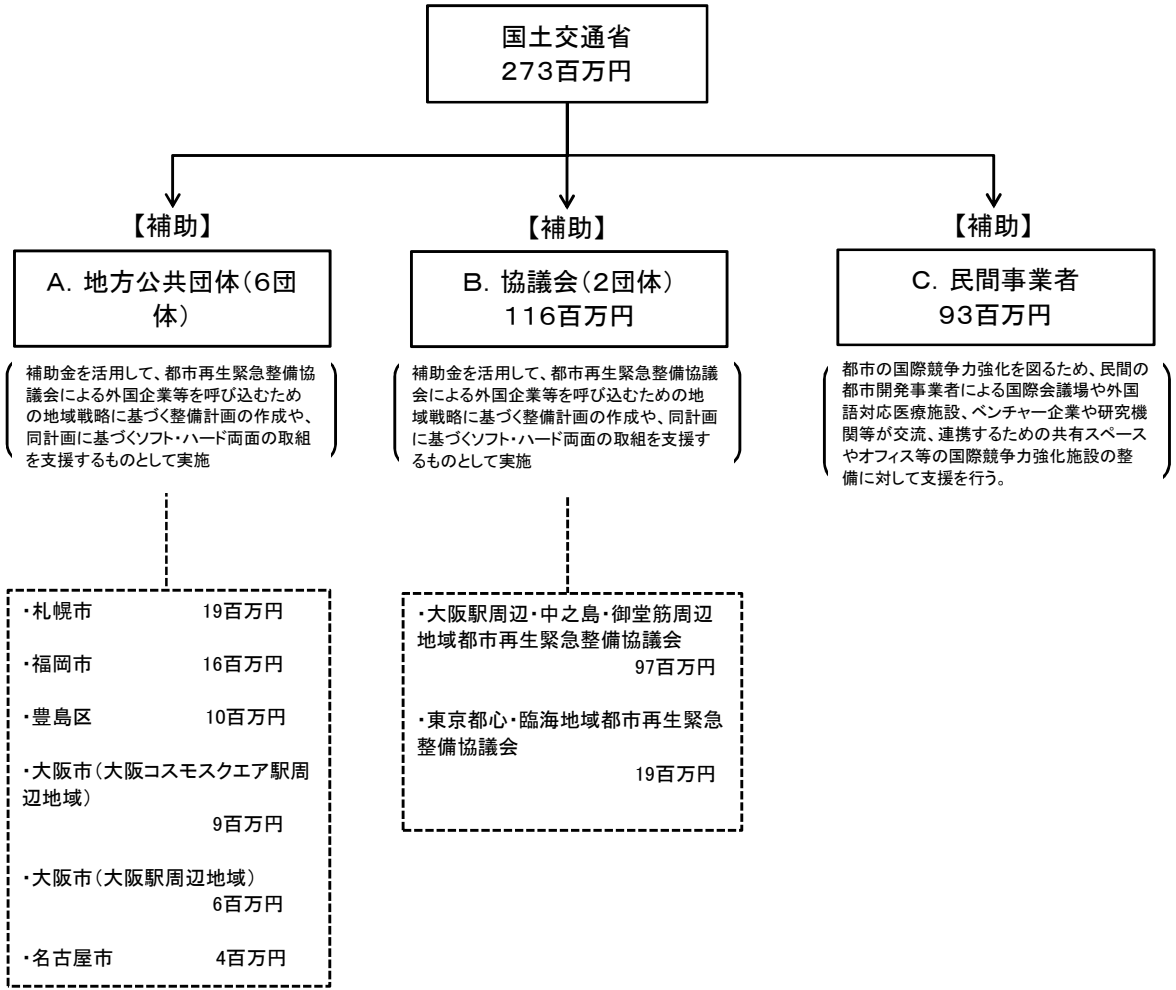 国土交通省
273百万円
【補助】
【補助】
【補助】
A. 地方公共団体(6団
体)
B. 協議会(2団体)
116百万円
C. 民間事業者
93百万円
補助金を活用して、都市再生緊急整備協
議会による外国企業等を呼び込むため
の地域戦略に基づく整備計画の作成や、
同計画に基づくソフト・ハード両面の取組
を支援するものとして実施
補助金を活用して、都市再生緊急整備協議
会による外国企業等を呼び込むための地
域戦略に基づく整備計画の作成や、同計画
に基づくソフト・ハード両面の取組を支援す
るものとして実施
都市の国際競争力強化を図るため、民間の
都市開発事業者による国際会議場や外国
語対応医療施設、ベンチャー企業や研究機
関等が交流、連携するための共有スペース
やオフィス等の国際競争力強化施設の整
備に対して支援を行う。
・札幌市 19百万円
・福岡市 16百万円
・豊島区 10百万円
・大阪市(大阪コスモスクエア駅周
辺地域)
9百万円
・大阪市(大阪駅周辺地域)
6百万円
・名古屋市 4百万円
・大阪駅周辺・中之島・御堂筋周辺
地域都市再生緊急整備協議会
97百万円
・東京都心・臨海地域都市再生緊急
整備協議会
19百万円